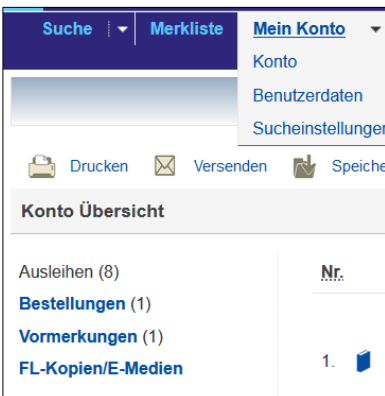 Suche Merkliste Mein Konto
Konto
Benutzerdaten
Sucheinstellungen
Drucken Versenden Speiche
Konto Übersicht
Ausleihen (8) Nr.
Bestellungen (1)
Vormerkungen (1)
1.
FL-Kopien/E-Medien